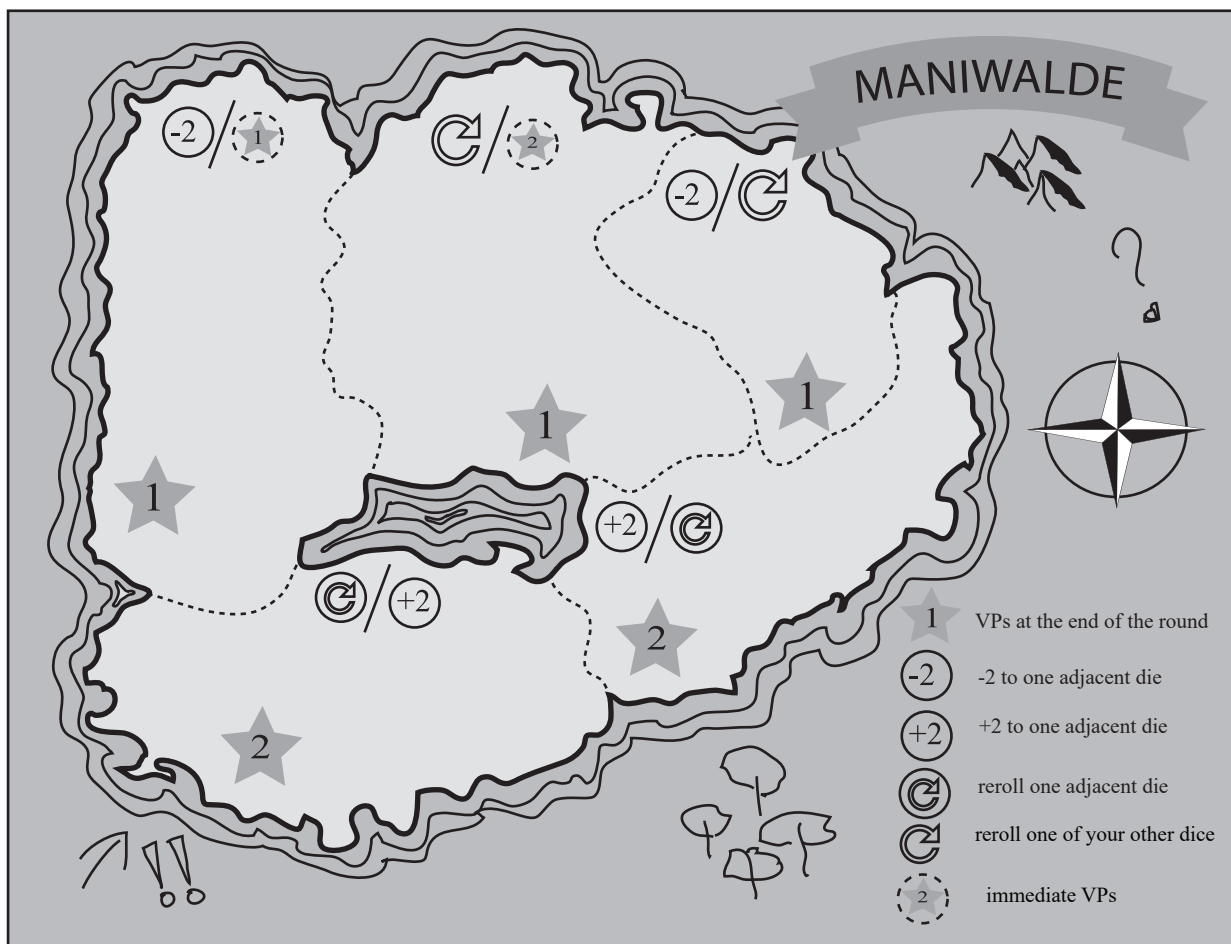 MANIWALDE
-2 / 1
/ 2
-2 /
1
1
1
+2 /
/ +2
2
2
1 VPs at the end of the round
-2 -2 to one adjacent die
+2 +2 to one adjacent die
reroll one adjacent die
reroll one of your other dice
2 immediate VPs